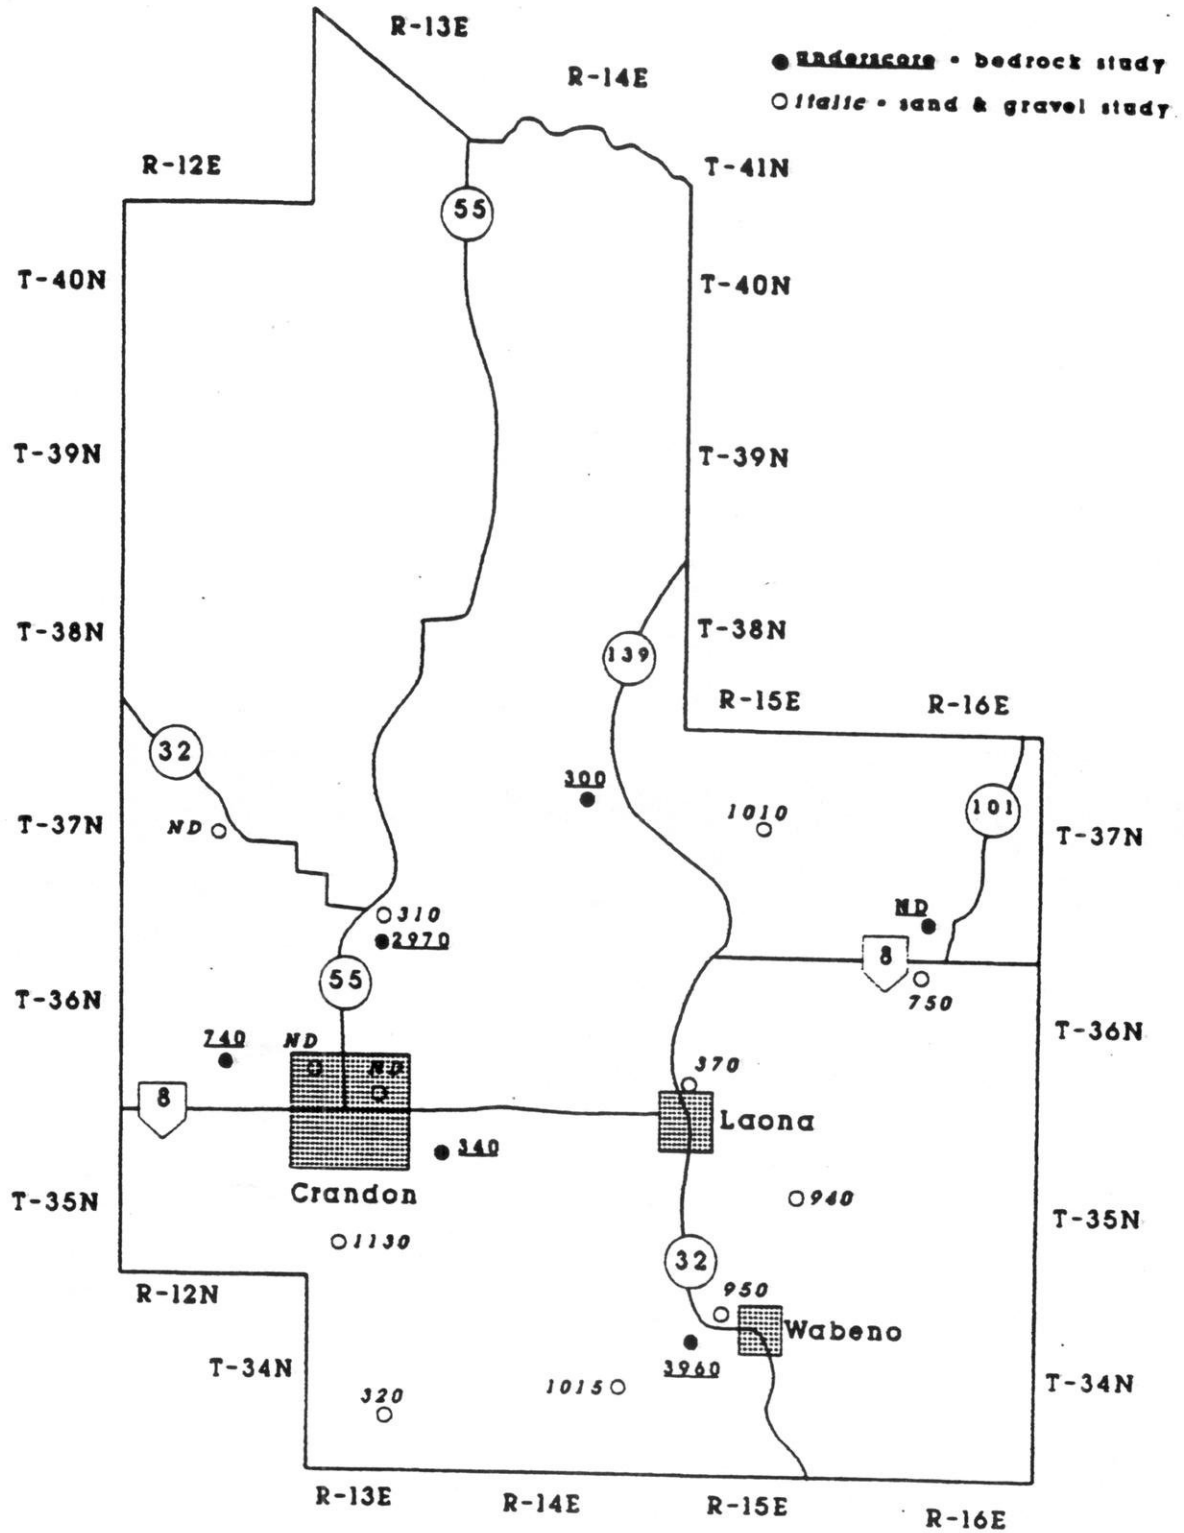 R-13E
R-14E
● underscore • bedrock study
○ italic • sand & gravel study
R-12E
T-41N
55
T-40N
T-40N
T-39N
T-39N
T-38N
T-38N
139
R-15E
R-16E
32
300
1010
101
T-37N
ND
T-37N
310
ND
2970
8
55
750
T-36N
T-36N
740
ND
ND
370
8
Laona
340
Crandon
T-35N
940
T-35N
1130
32
R-12N
950
Wabeno
T-34N
3960
1015
T-34N
320
R-13E
R-14E
R-15E
R-16E